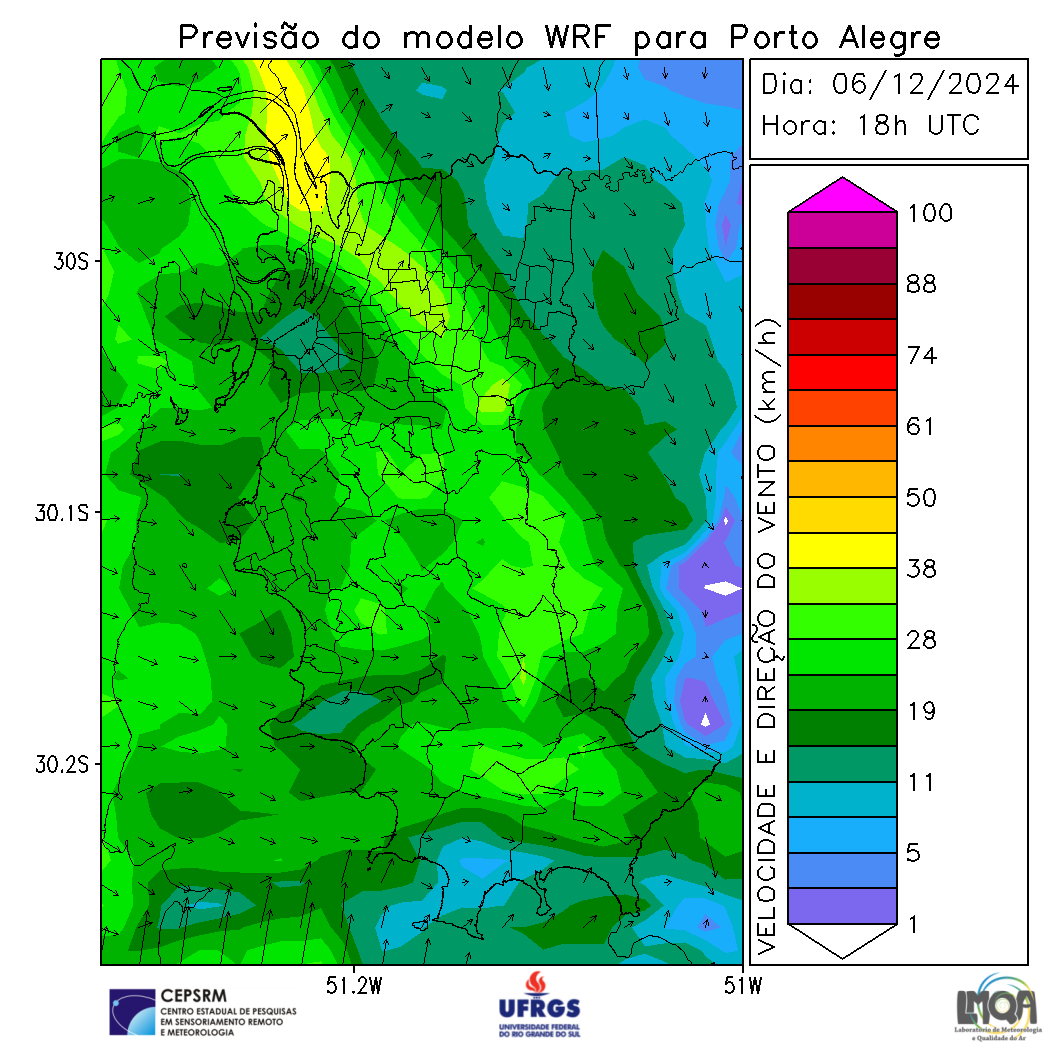 Previsão do modelo WRF para Porto Alegre
Dia: 06/12/2024
Hora: 18h UTC
30S
30.1S
30.2S
51.2W
51W
VELOCIDADE E DIREÇÃO DO VENTO (km/h)
100
88
74
61
50
38
28
19
11
5
1
CEPSRM
CENTRO ESTADUAL DE PESQUISAS
EM SENSORIAMENTO REMOTO
E METEOROLOGIA
UFRGS
UNIVERSIDADE FEDERAL
DO RIO GRANDE DO SUL
LMQA
Laboratório de Meteorologia
e Qualidade do Ar